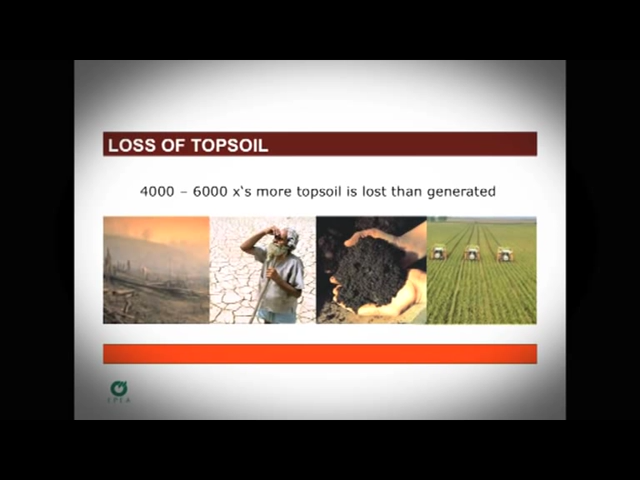 LOSS OF TOPSOIL
4000 – 6000 x's more topsoil is lost than generated